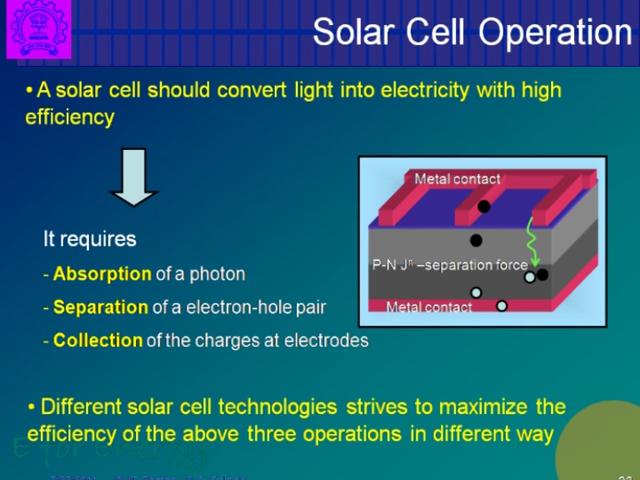 Solar Cell Operation
• A solar cell should convert light into electricity with high
efficiency
It requires
- Absorption of a photon
- Separation of a electron-hole pair
- Collection of the charges at electrodes
Metal contact
P-N Jⁿ –separation force
Metal contact
• Different solar cell technologies strives to maximize the
efficiency of the above three operations in different way